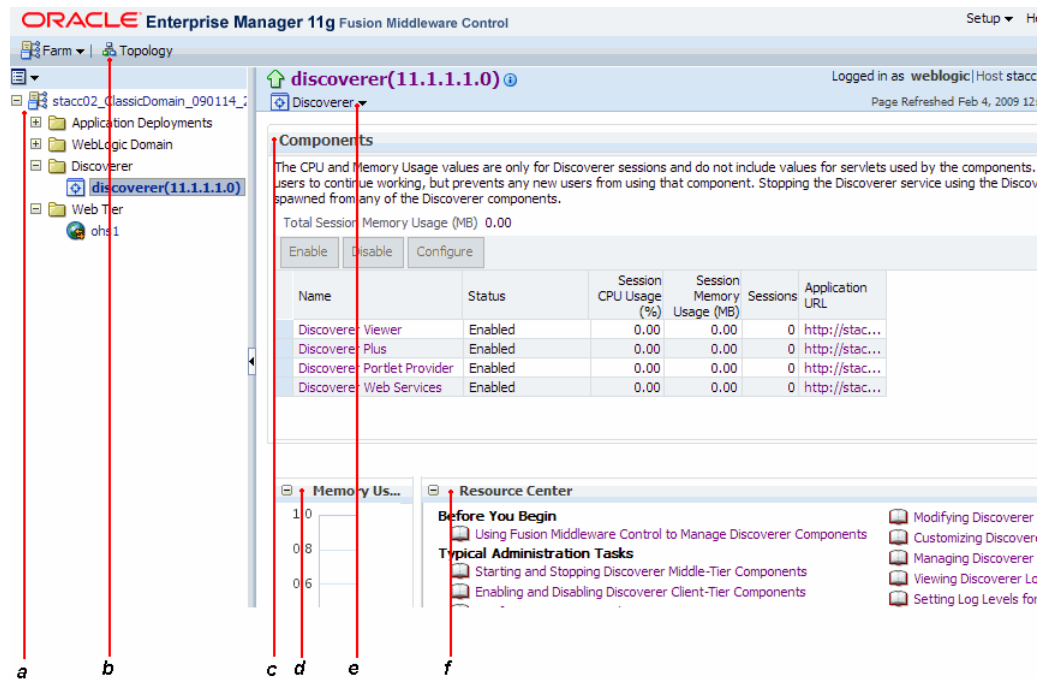 ORACLE Enterprise Manager 11g Fusion Middleware Control
Setup
Farm | Topology
stacc02_ClassicDomain_090114_
Application Deployments
WebLogic Domain
Discoverer
discoverer(11.1.1.1.0)
Web Tier
ohs1
discoverer(11.1.1.1.0)
Logged in as weblogic|Host stacc
Discoverer
Page Refreshed Feb 4, 2009 12:
Components
The CPU and Memory Usage values are only for Discoverer sessions and do not include values for servlets used by the components.
users to continue working, but prevents any new users from using that component. Stopping the Discoverer service using the Discov
spawned from any of the Discoverer components.
Total Session Memory Usage (MB) 0.00
Enable Disable Configure
Name Status Session CPU Usage (%) Session Memory Usage (MB) Sessions Application URL
Discoverer Viewer Enabled 0.00 0.00 0 http://stac...
Discoverer Plus Enabled 0.00 0.00 0 http://stac...
Discoverer Portlet Provider Enabled 0.00 0.00 0 http://stac...
Discoverer Web Services Enabled 0.00 0.00 0 http://stac...
Memory Us...
1.0
0.8
0.6
Resource Center
Before You Begin
Using Fusion Middleware Control to Manage Discoverer Components
Typical Administration Tasks
Starting and Stopping Discoverer Middle-Tier Components
Enabling and Disabling Discoverer Client-Tier Components
Modifying Discoverer
Customizing Discovere
Managing Discoverer
Viewing Discoverer Lo
Setting Log Levels for
a b c d e f